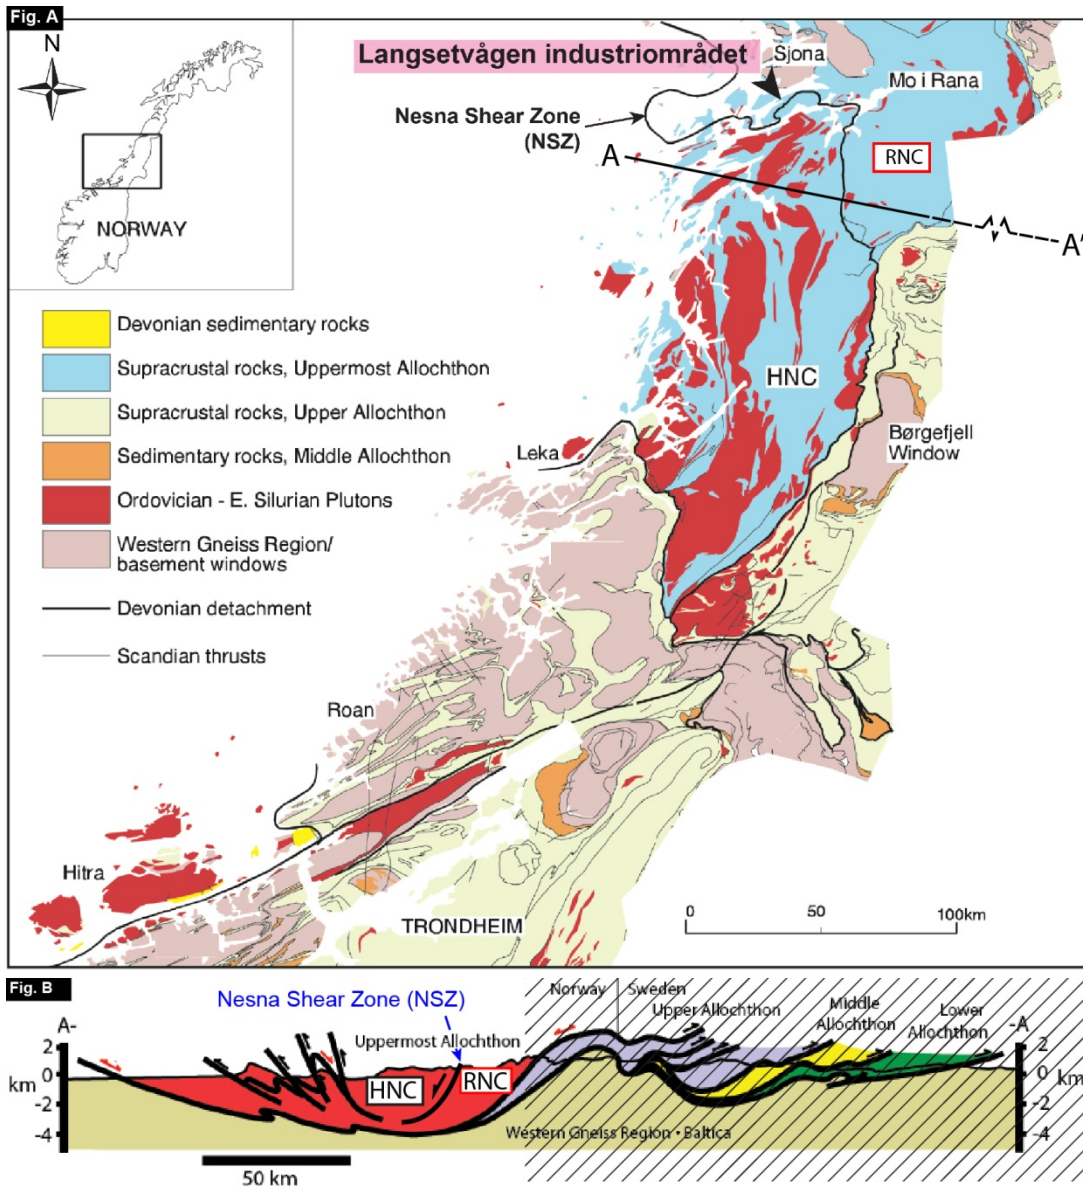 Fig. A
N
NORWAY
Langsetvågen industriområdet
Sjona
Mo i Rana
Nesna Shear Zone
(NSZ)
A
RNC
A'
Devonian sedimentary rocks
Supracrustal rocks, Uppermost Allochthon
Supracrustal rocks, Upper Allochthon
Sedimentary rocks, Middle Allochthon
Ordovician - E. Silurian Plutons
Western Gneiss Region/
basement windows
Devonian detachment
Scandian thrusts
HNC
Leka
Børgefjell
Window
Roan
Hitra
TRONDHEIM
0 50 100km
Fig. B
Nesna Shear Zone (NSZ)
Norway Sweden
Upper Allochthon
Middle
Allochthon
Lower
Allochthon
A-
-A
Uppermost Allochthon
2
0
-2
-4
km
HNC
RNC
2
0
-2
-4
km
Western Gneiss Region • Baltica
50 km